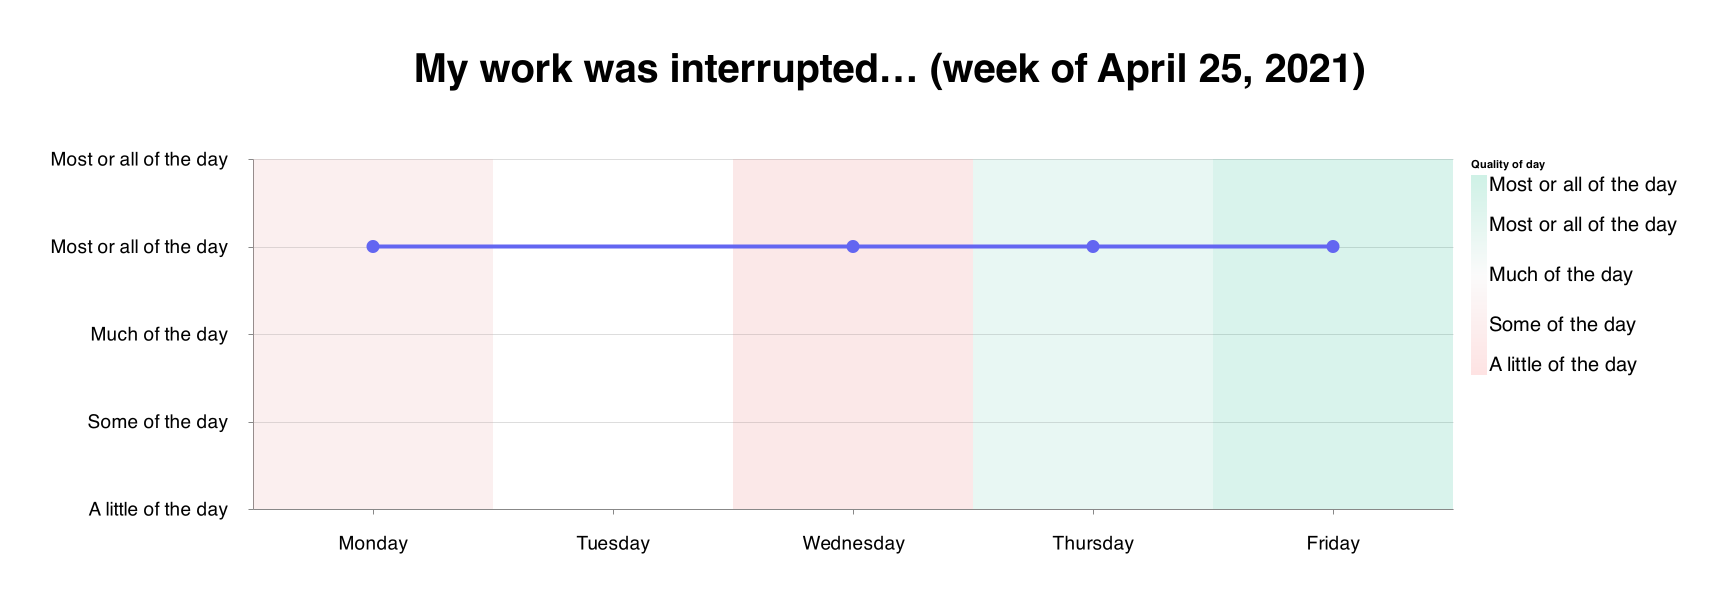 My work was interrupted… (week of April 25, 2021)
Most or all of the day
Most or all of the day
Much of the day
Some of the day
A little of the day
Monday
Tuesday
Wednesday
Thursday
Friday
Quality of day
Most or all of the day
Most or all of the day
Much of the day
Some of the day
A little of the day